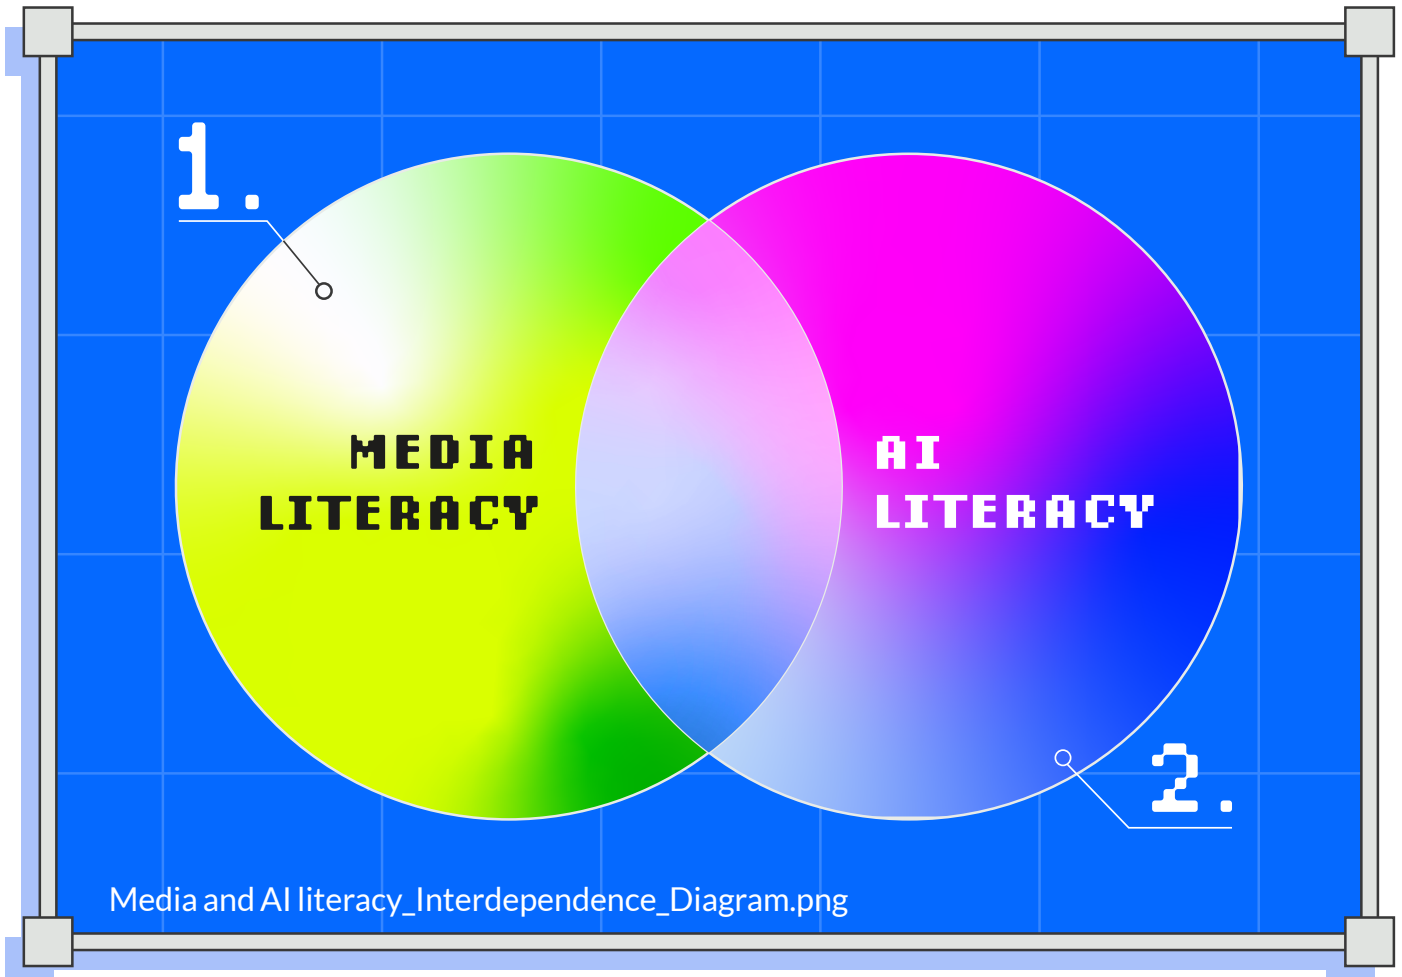 1.
MEDIA
LITERACY
AI
LITERACY
2.
Media and AI literacy_Interdependence_Diagram.png